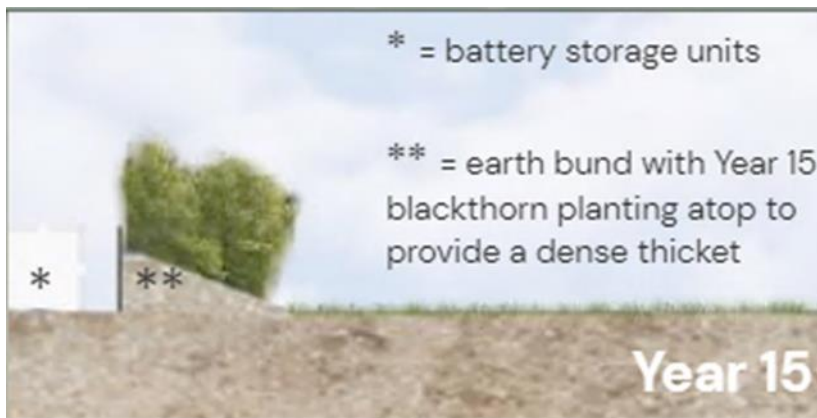 * = battery storage units
** = earth bund with Year 15
blackthorn planting atop to
provide a dense thicket
* **
Year 15